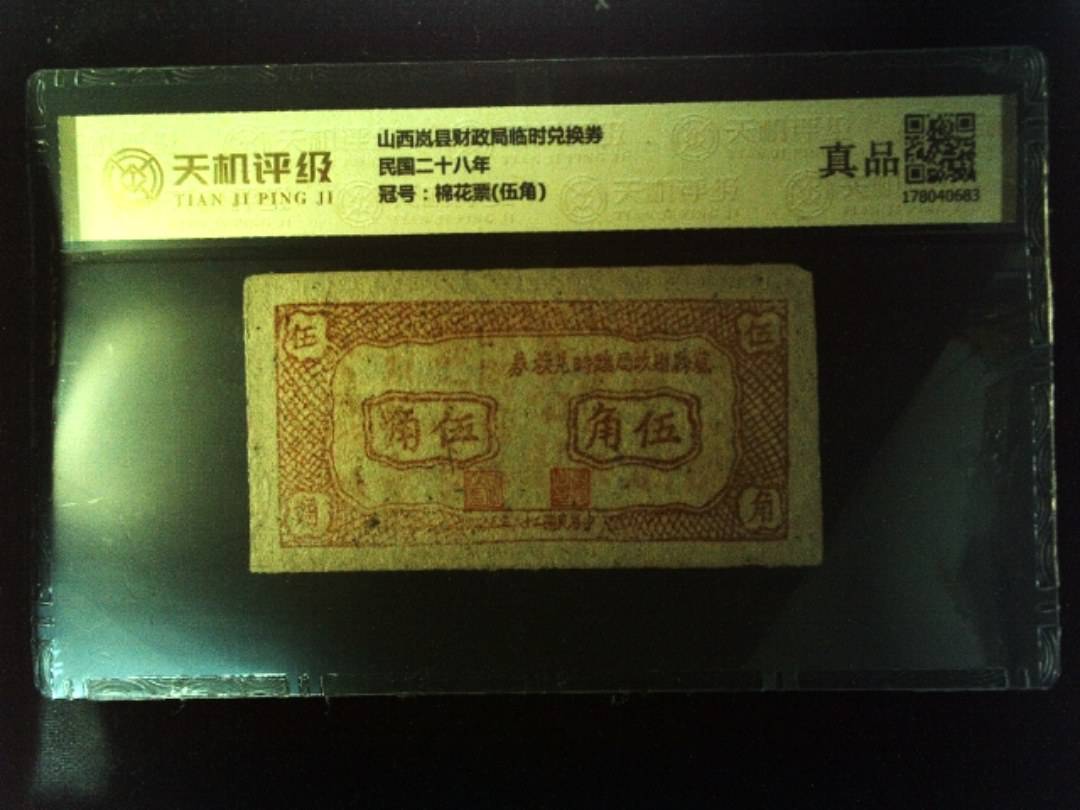 天机评级
TIAN JI PING JI
山西岚县财政局临时兑换券
民国二十八年
冠号：棉花票(伍角)
真品
178040683
伍
伍
角伍
角伍
角
角